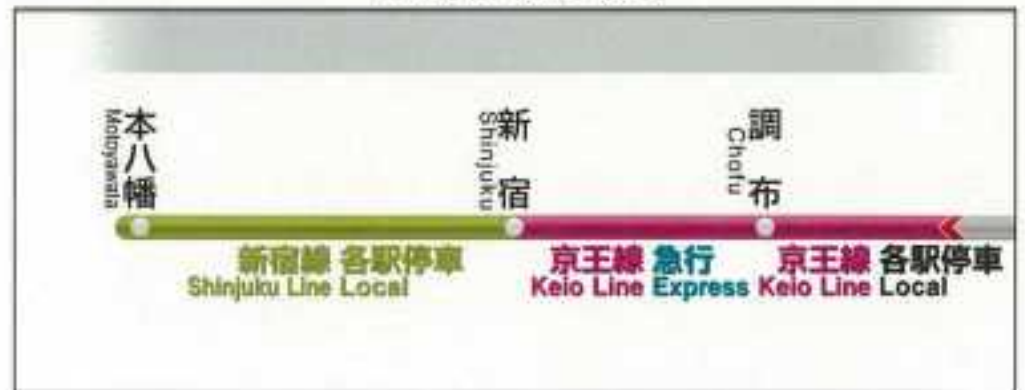 本八幡
Motoyawata
新宿
Shinjuku
調布
Chofu
新宿線 各駅停車
Shinjuku Line Local
京王線 急行
Keio Line Express
京王線 各駅停車
Keio Line Local